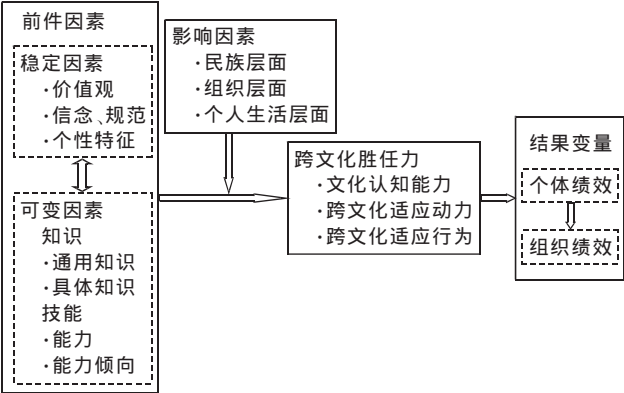 前件因素
稳定因素
·价值观
·信念、规范
·个性特征
可变因素
知识
·通用知识
·具体知识
技能
·能力
·能力倾向
影响因素
·民族层面
·组织层面
·个人生活层面
跨文化胜任力
·文化认知能力
·跨文化适应动力
·跨文化适应行为
结果变量
个体绩效
组织绩效